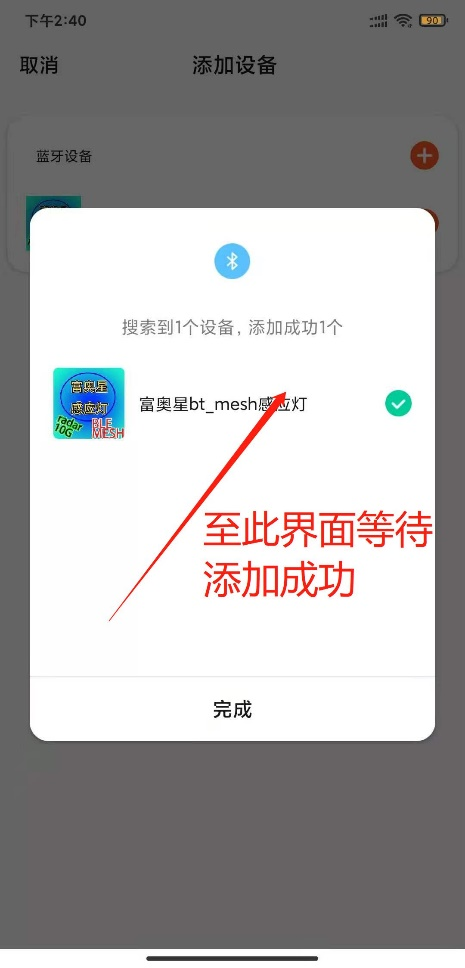 下午2:40
90
取消
添加设备
蓝牙设备
搜索到1个设备，添加成功1个
富奥星
感应灯
radar
10G
BLE
MESH
富奥星bt_mesh感应灯
至此界面等待
添加成功
完成